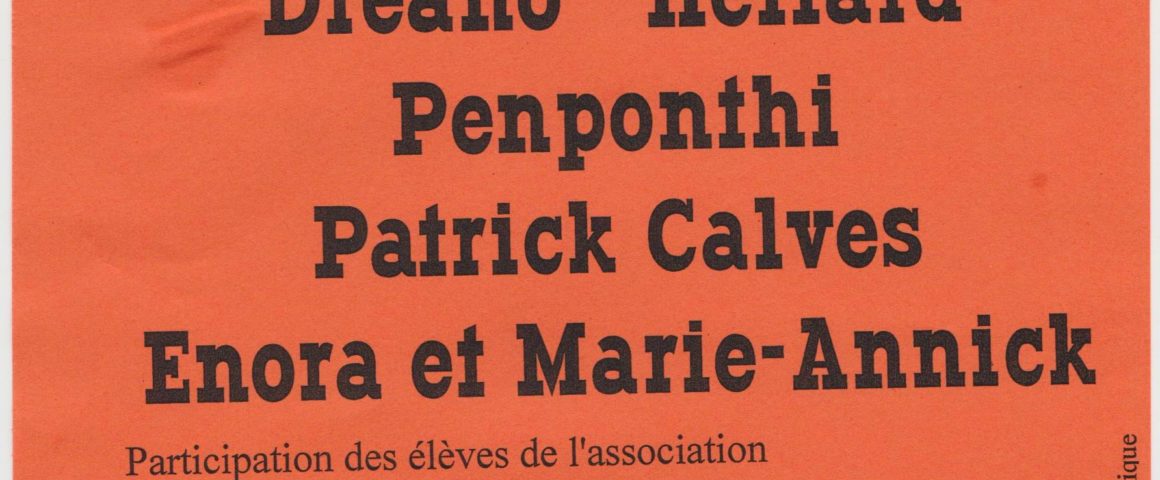 Penponthi
Patrick Calves
Enora et Marie-Annick
Participation des élèves de l'association